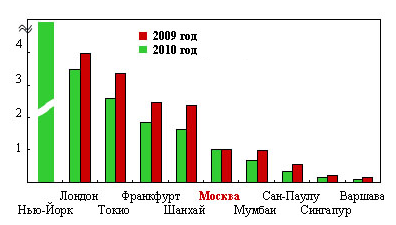 4
3
2
1
2009 год
2010 год
Лондон Франкфурт Москва Сан-Паулу Варшава
Нью-Йорк Токио Шанхай Мумбаи Сингапур